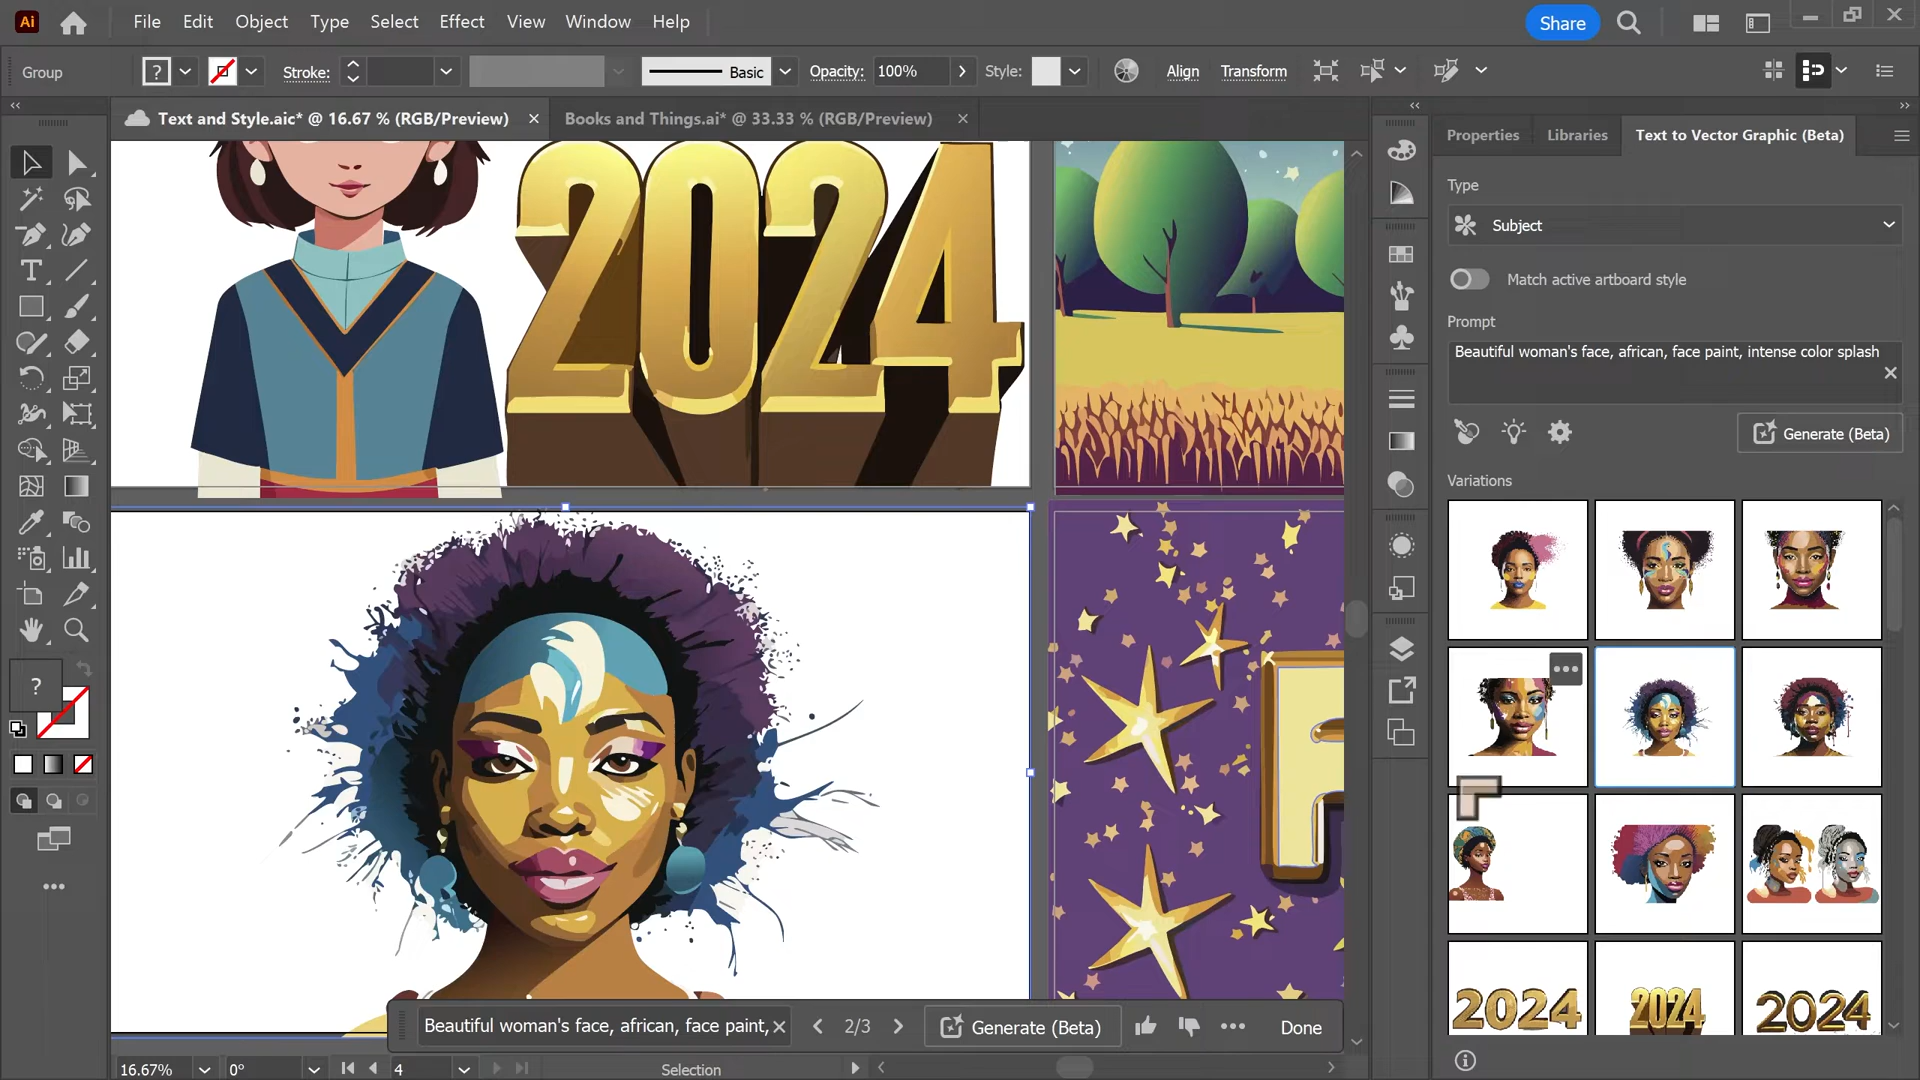 Ai File Edit Object Type Select Effect View Window Help Share
Group ? Stroke: Basic Opacity: 100% Style: Align Transform
Text and Style.aic* @ 16.67 % (RGB/Preview) Books and Things.ai* @ 33.33 % (RGB/Preview)
Properties Libraries Text to Vector Graphic (Beta)
2024
Type
Subject
Match active artboard style
Prompt
Beautiful woman's face, african, face paint, intense color splash
Generate (Beta)
Variations
?
2024 2024 2024
Beautiful woman's face, african, face paint, 2/3 Generate (Beta) Done
16.67% 0° 4 Selection